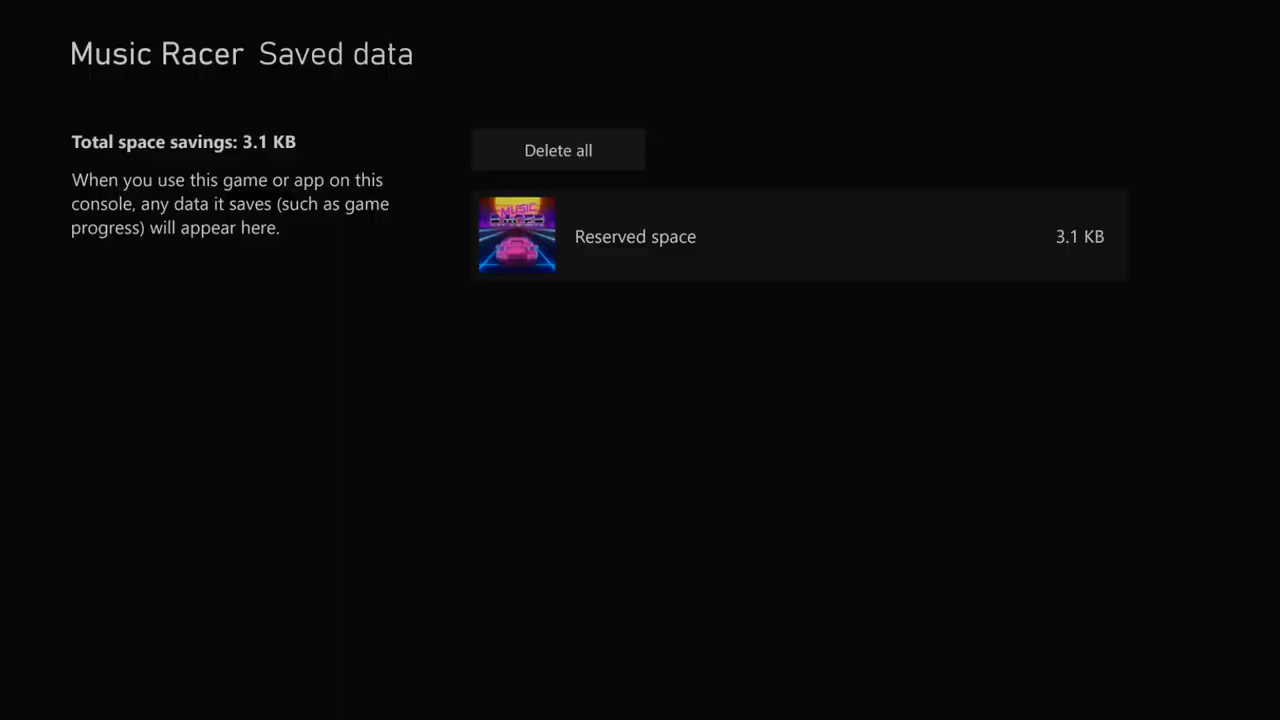 Music Racer Saved data
Total space savings: 3.1 KB
When you use this game or app on this
console, any data it saves (such as game
progress) will appear here.
Delete all
MUSIC
RACER
Reserved space 3.1 KB